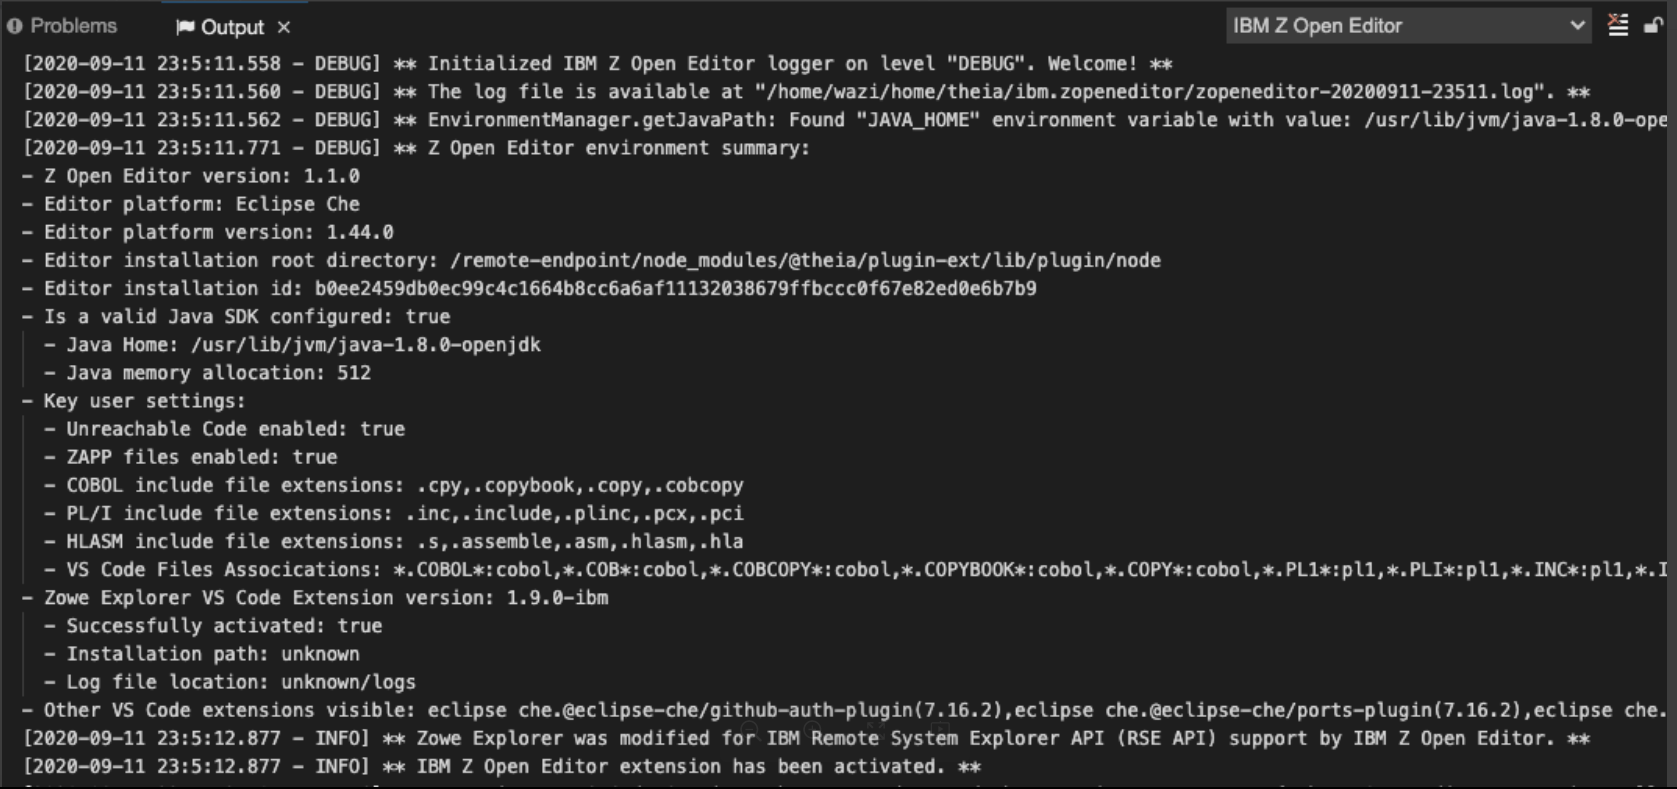 Problems
Output ×
IBM Z Open Editor
[2020-09-11 23:5:11.558 - DEBUG] ** Initialized IBM Z Open Editor logger on level "DEBUG". Welcome! **
[2020-09-11 23:5:11.560 - DEBUG] ** The log file is available at "/home/wazi/home/theia/ibm.zopeneditor/zopeneditor-20200911-23511.log". **
[2020-09-11 23:5:11.562 - DEBUG] ** EnvironmentManager.getJavaPath: Found "JAVA_HOME" environment variable with value: /usr/lib/jvm/java-1.8.0-ope
[2020-09-11 23:5:11.771 - DEBUG] ** Z Open Editor environment summary:
- Z Open Editor version: 1.1.0
- Editor platform: Eclipse Che
- Editor platform version: 1.44.0
- Editor installation root directory: /remote-endpoint/node_modules/@theia/plugin-ext/lib/plugin/node
- Editor installation id: b0ee2459db0ec99c4c1664b8cc6a6af11132038679ffbccc0f67e82ed0e6b7b9
- Is a valid Java SDK configured: true
- Java Home: /usr/lib/jvm/java-1.8.0-openjdk
- Java memory allocation: 512
- Key user settings:
- Unreachable Code enabled: true
- ZAPP files enabled: true
- COBOL include file extensions: .cpy,.copybook,.copy,.cobcopy
- PL/I include file extensions: .inc,.include,.plinc,.pcx,.pci
- HLASM include file extensions: .s,.assemble,.asm,.hlasm,.hla
- VS Code Files Assocications: *.COBOL*:cobol,*.COB*:cobol,*.COBCOPY*:cobol,*.COPYBOOK*:cobol,*.COPY*:cobol,*.PL1*:pl1,*.PLI*:pl1,*.INC*:pl1,*.I
- Zowe Explorer VS Code Extension version: 1.9.0-ibm
- Successfully activated: true
- Installation path: unknown
- Log file location: unknown/logs
- Other VS Code extensions visible: eclipse che.@eclipse-che/github-auth-plugin(7.16.2),eclipse che.@eclipse-che/ports-plugin(7.16.2),eclipse che.
[2020-09-11 23:5:12.877 - INFO] ** Zowe Explorer was modified for IBM Remote System Explorer API (RSE API) support by IBM Z Open Editor. **
[2020-09-11 23:5:12.877 - INFO] ** IBM Z Open Editor extension has been activated. **